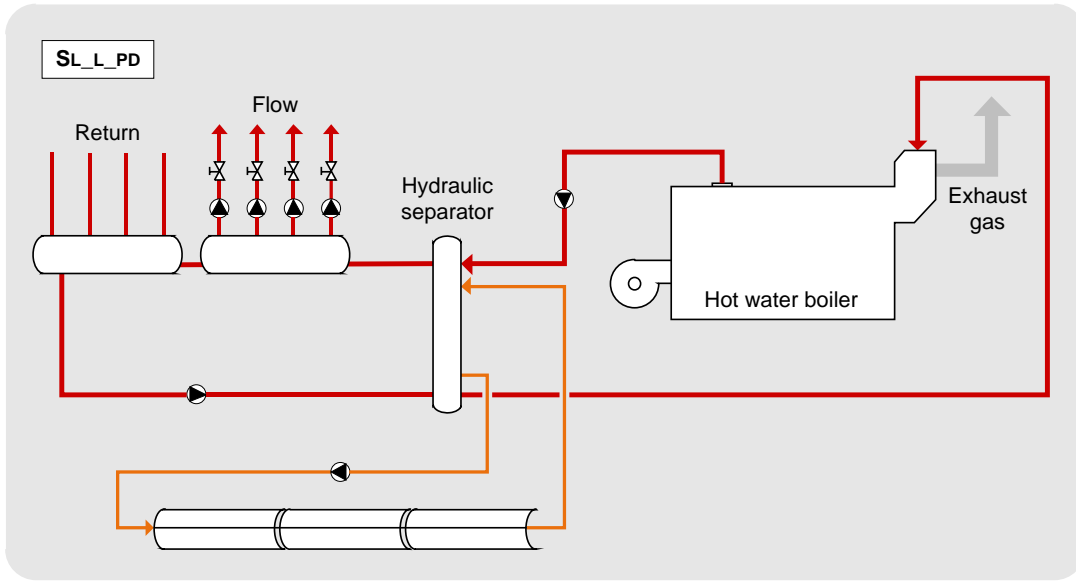 SL_L_PD
Flow
Return
Hydraulic
separator
Exhaust
gas
Hot water boiler